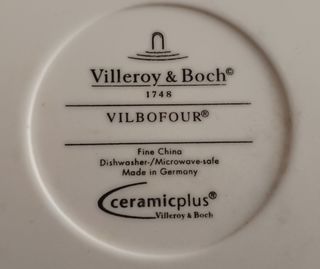 Villeroy & Boch©
1748
VILBOFOUR®
Fine China
Dishwasher-/Microwave-safe
Made in Germany
ceramicplus®
Villeroy & Boch